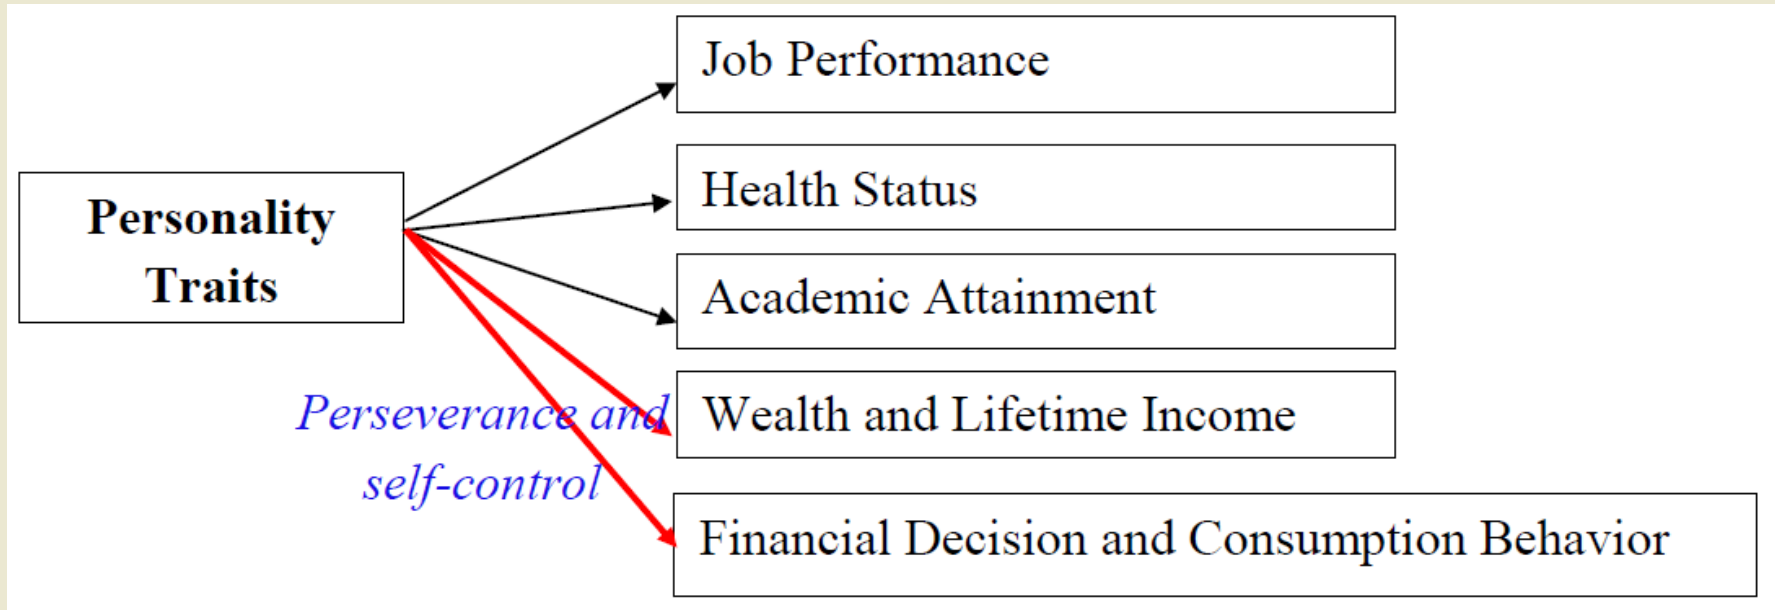 Job Performance
Health Status
Personality
Traits
Academic Attainment
Wealth and Lifetime Income
Perseverance and
self-control
Financial Decision and Consumption Behavior